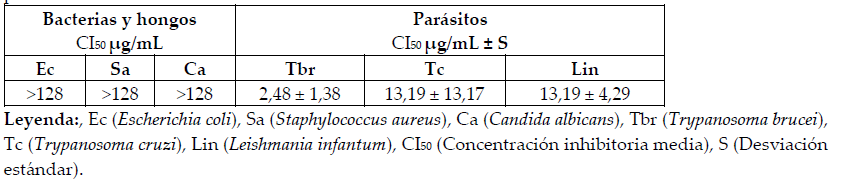 Bacterias y hongos Parásitos
CI50 µg/mL CI50 µg/mL ± S
Ec Sa Ca Tbr Tc Lin
>128 >128 >128 2,48 ± 1,38 13,19 ± 13,17 13,19 ± 4,29
Leyenda:, Ec (Escherichia coli), Sa (Staphylococcus aureus), Ca (Candida albicans), Tbr (Trypanosoma brucei),
Tc (Trypanosoma cruzi), Lin (Leishmania infantum), CI50 (Concentración inhibitoria media), S (Desviación
estándar).